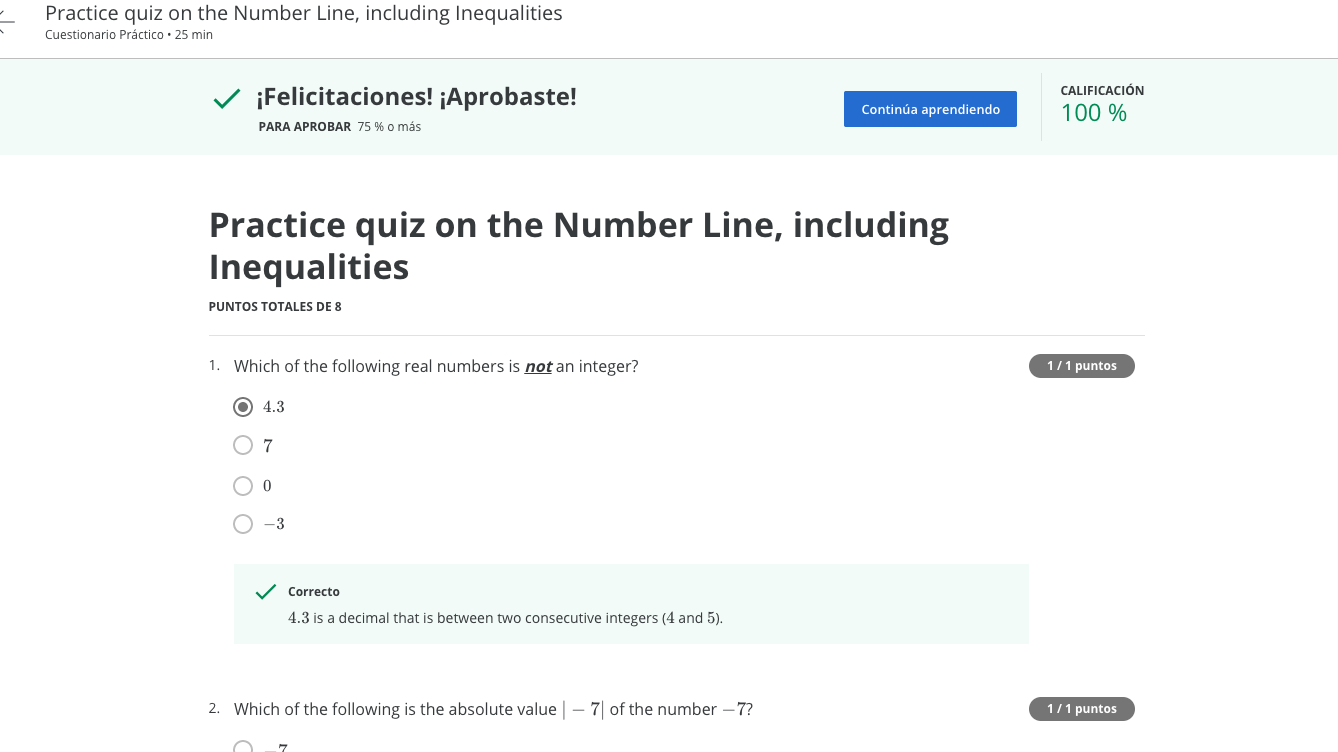 Practice quiz on the Number Line, including Inequalities
Cuestionario Práctico • 25 min
¡Felicitaciones! ¡Aprobaste!
PARA APROBAR 75 % o más
Continúa aprendiendo
CALIFICACIÓN
100 %
Practice quiz on the Number Line, including
Inequalities
PUNTOS TOTALES DE 8
1. Which of the following real numbers is not an integer?
1 / 1 puntos
4.3
7
0
−3
Correcto
4.3 is a decimal that is between two consecutive integers (4 and 5).
2. Which of the following is the absolute value | − 7| of the number −7?
1 / 1 puntos
−7